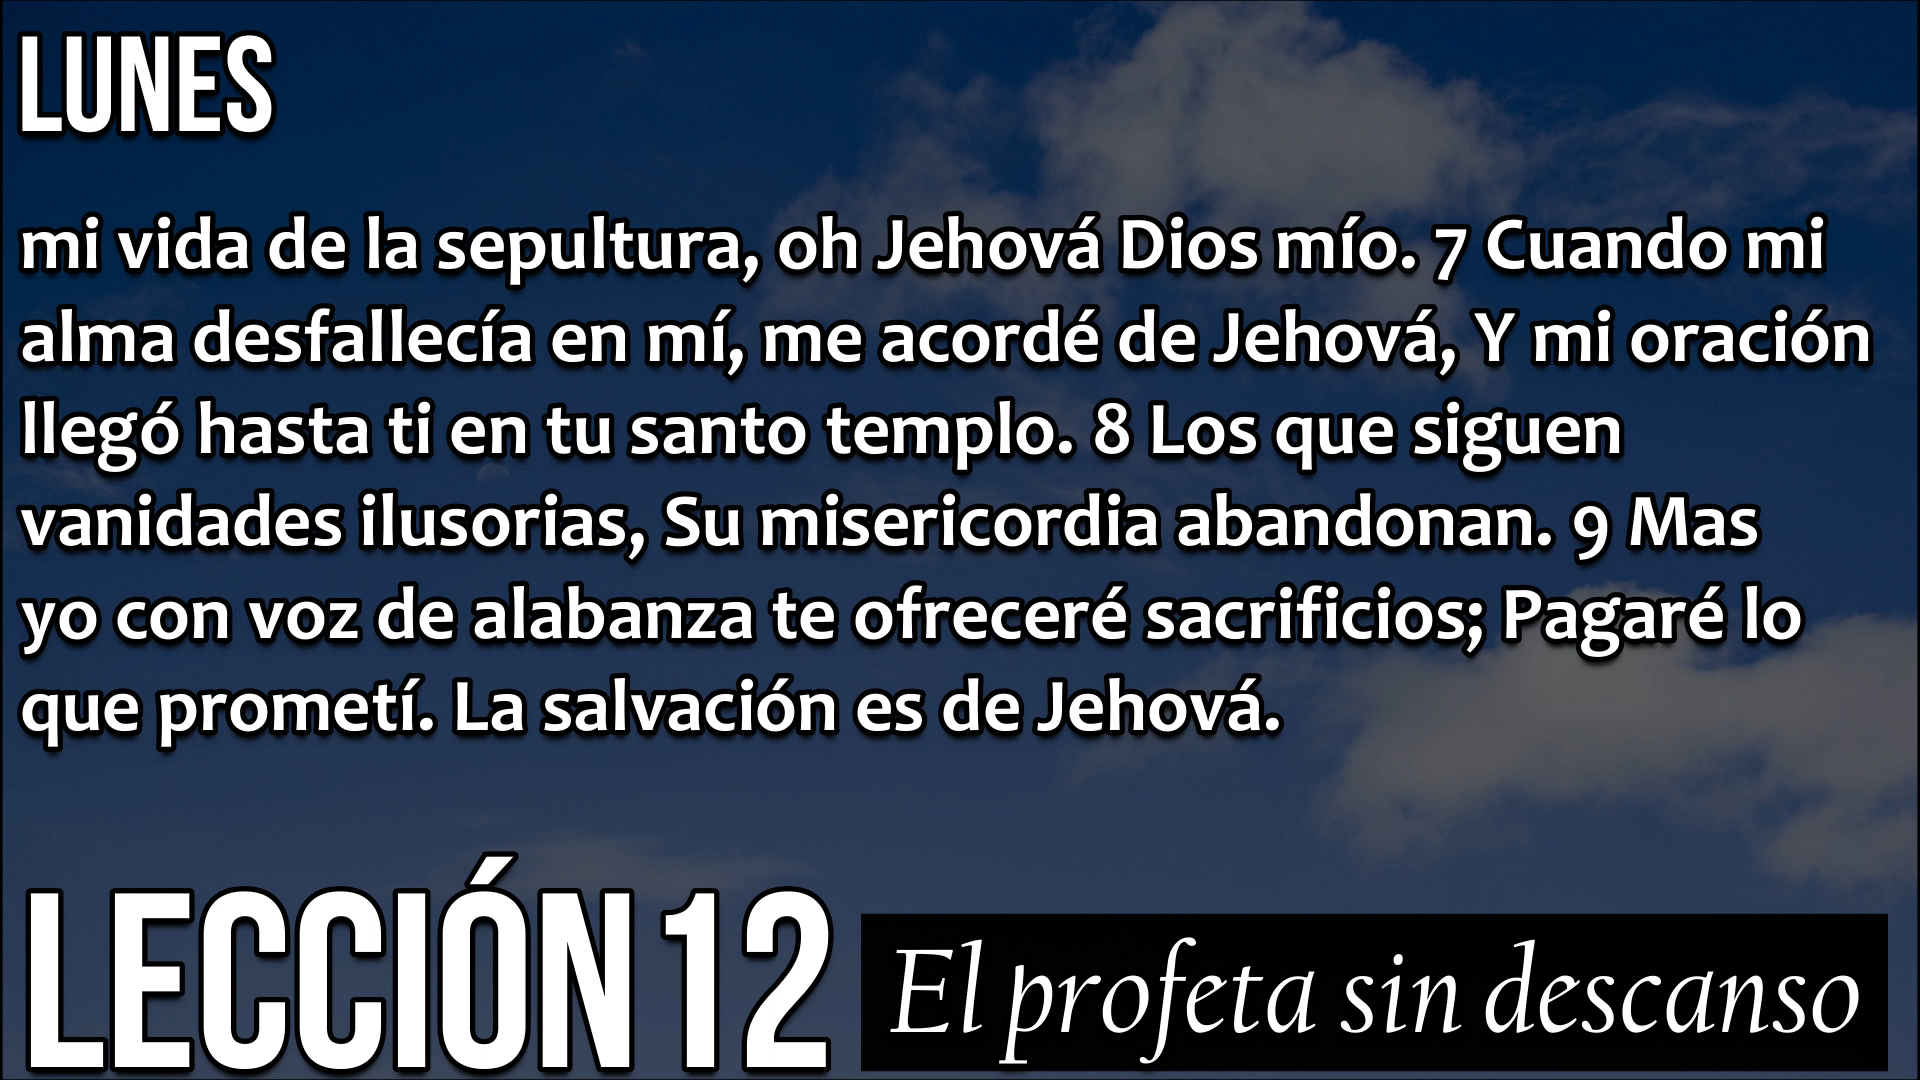 LUNES
mi vida de la sepultura, oh Jehová Dios mío. 7 Cuando mi
alma desfallecía en mí, me acordé de Jehová, Y mi oración
llegó hasta ti en tu santo templo. 8 Los que siguen
vanidades ilusorias, Su misericordia abandonan. 9 Mas
yo con voz de alabanza te ofreceré sacrificios; Pagaré lo
que prometí. La salvación es de Jehová.
LECCIÓN 12
El profeta sin descanso